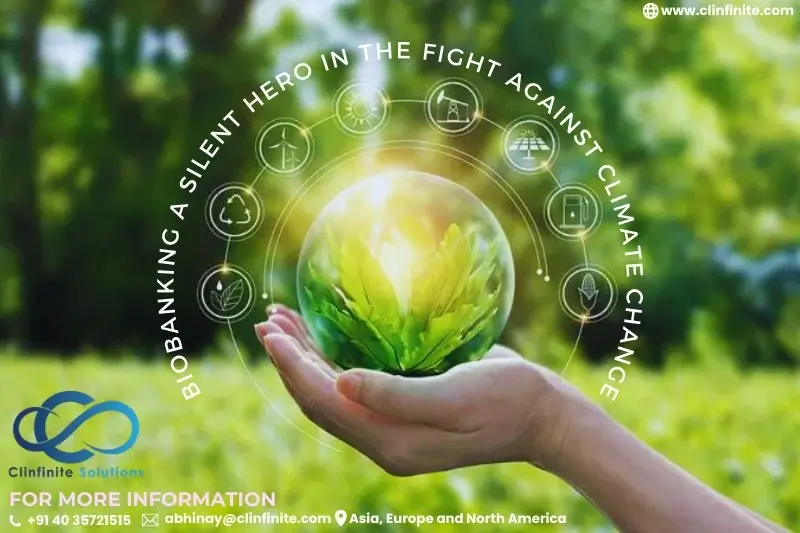 www.clinfinite.com
BIOBANKING A SILENT HERO IN THE FIGHT AGAINST CLIMATE CHANGE
Clinfinite Solutions
FOR MORE INFORMATION
+91 40 35721515 abhinay@clinfinite.com Asia, Europe and North America